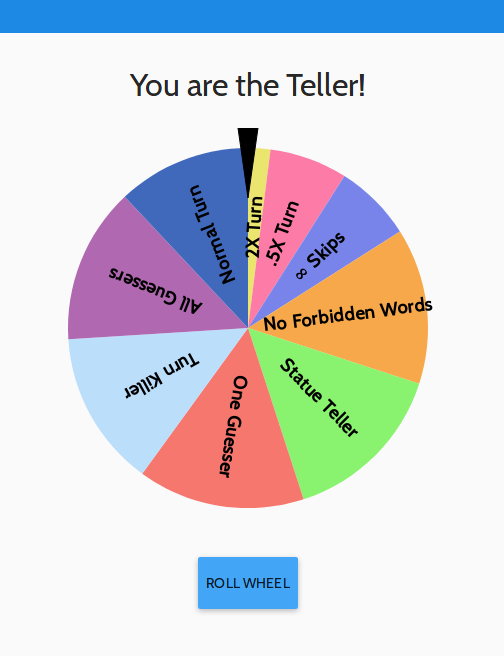 You are the Teller!
2X Turn
.5X Turn
∞ Skips
No Forbidden Words
Statue Teller
One Guesser
Turn Killer
All Guessers
Normal Turn
ROLL WHEEL